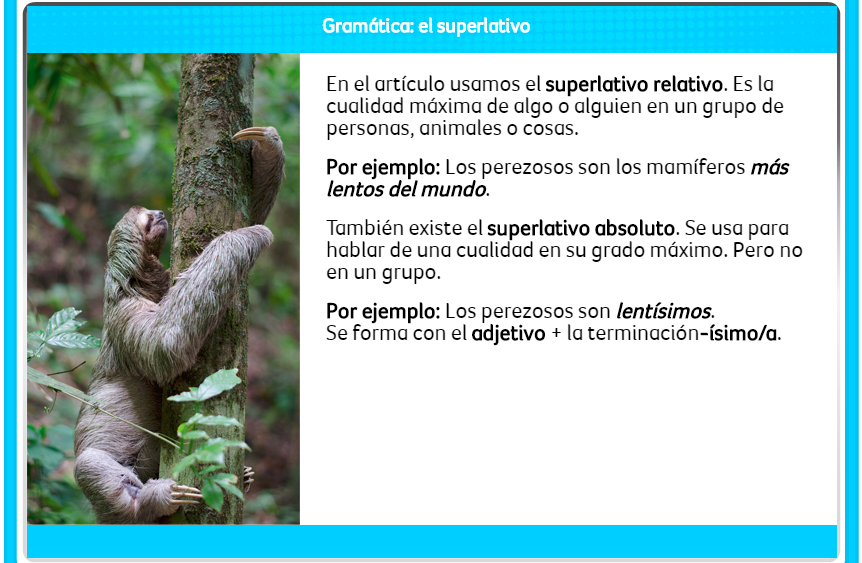 Gramática: el superlativo
En el artículo usamos el superlativo relativo. Es la
cualidad máxima de algo o alguien en un grupo de
personas, animales o cosas.
Por ejemplo: Los perezosos son los mamíferos más
lentos del mundo.
También existe el superlativo absoluto. Se usa para
hablar de una cualidad en su grado máximo. Pero no
en un grupo.
Por ejemplo: Los perezosos son lentísimos.
Se forma con el adjetivo + la terminación-ísimo/a.